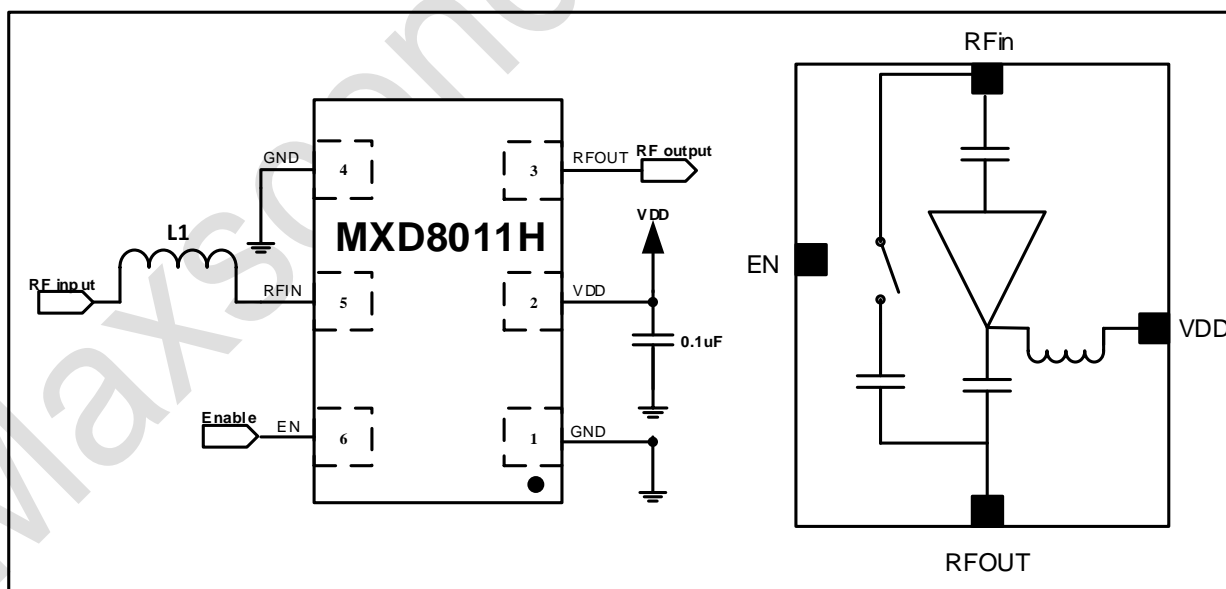 RFin
GND
4
3
RFOUT
RF output
MXD8011H
VDD
L1
EN
RF input
RFIN
5
2
VDD
VDD
0.1uF
Enable
EN
6
1
GND
RFOUT